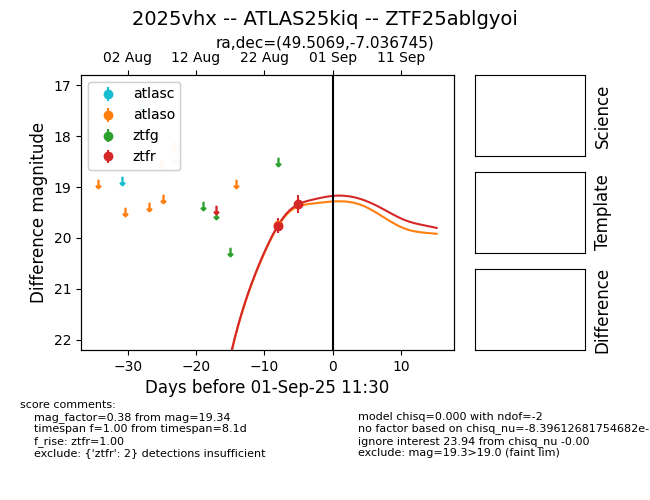 2025vhx -- ATLAS25kiq -- ZTF25ablgyoi
ra,dec=(49.5069,-7.036745)
02 Aug 12 Aug 22 Aug 01 Sep 11 Sep
17
18
19
20
21
22
Difference magnitude
atlasc
atlaso
ztfg
ztfr
−30 −20 −10 0 10
Days before 01-Sep-25 11:30
Science
Template
Difference
score comments:
mag_factor=0.38 from mag=19.34
timespan f=1.00 from timespan=8.1d
f_rise: ztfr=1.00
exclude: {'ztfr': 2} detections insufficient
model chisq=0.000 with ndof=-2
no factor based on chisq_nu=-8.39612681754682e-
ignore interest 23.94 from chisq_nu -0.00
exclude: mag=19.3>19.0 (faint lim)